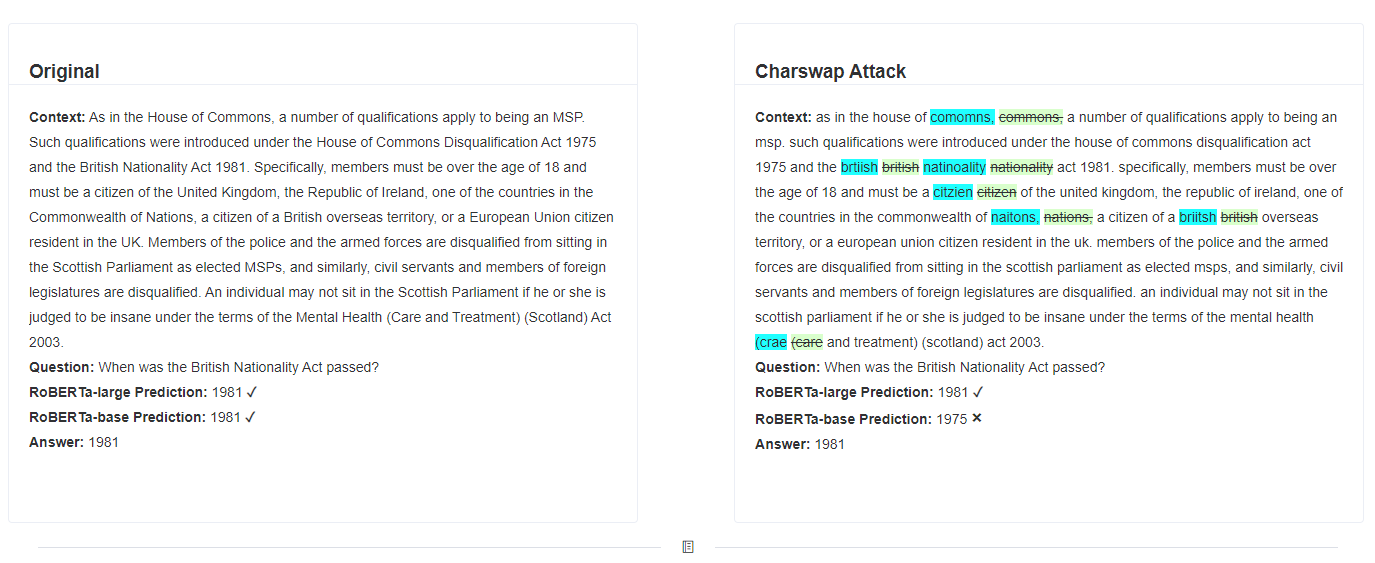 Original
Context: As in the House of Commons, a number of qualifications apply to being an MSP.
Such qualifications were introduced under the House of Commons Disqualification Act 1975
and the British Nationality Act 1981. Specifically, members must be over the age of 18 and
must be a citizen of the United Kingdom, the Republic of Ireland, one of the countries in the
Commonwealth of Nations, a citizen of a British overseas territory, or a European Union citizen
resident in the UK. Members of the police and the armed forces are disqualified from sitting in
the Scottish Parliament as elected MSPs, and similarly, civil servants and members of foreign
legislatures are disqualified. An individual may not sit in the Scottish Parliament if he or she is
judged to be insane under the terms of the Mental Health (Care and Treatment) (Scotland) Act
2003.
Question: When was the British Nationality Act passed?
RoBERTa-large Prediction: 1981 ✓
RoBERTa-base Prediction: 1981 ✓
Answer: 1981
Charswap Attack
Context: as in the house of comomns, commons, a number of qualifications apply to being an
msp. such qualifications were introduced under the house of commons disqualification act
1975 and the brtiish british natinoality nationality act 1981. specifically, members must be over
the age of 18 and must be a citzien citizen of the united kingdom, the republic of ireland, one of
the countries in the commonwealth of naitons, nations, a citizen of a briitsh british overseas
territory, or a european union citizen resident in the uk. members of the police and the armed
forces are disqualified from sitting in the scottish parliament as elected msps, and similarly, civil
servants and members of foreign legislatures are disqualified. an individual may not sit in the
scottish parliament if he or she is judged to be insane under the terms of the mental health
(crae (care and treatment) (scotland) act 2003.
Question: When was the British Nationality Act passed?
RoBERTa-large Prediction: 1981 ✓
RoBERTa-base Prediction: 1975 ✕
Answer: 1981